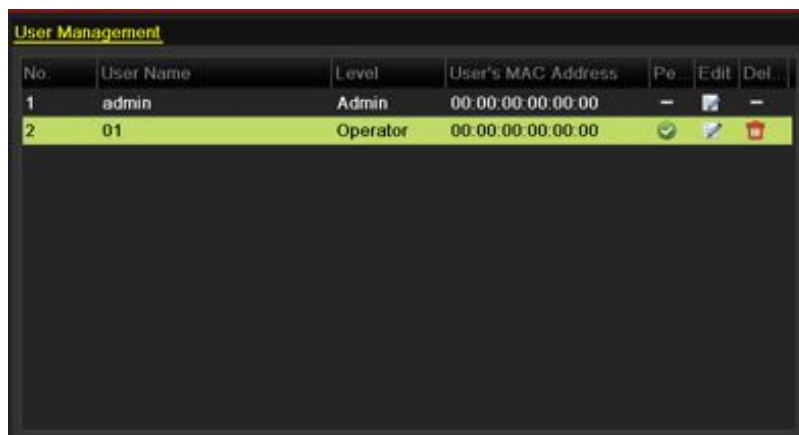 User Management
No. User Name Level User's MAC Address Pe... Edit Del...
1 admin Admin 00:00:00:00:00:00 –
2 01 Operator 00:00:00:00:00:00